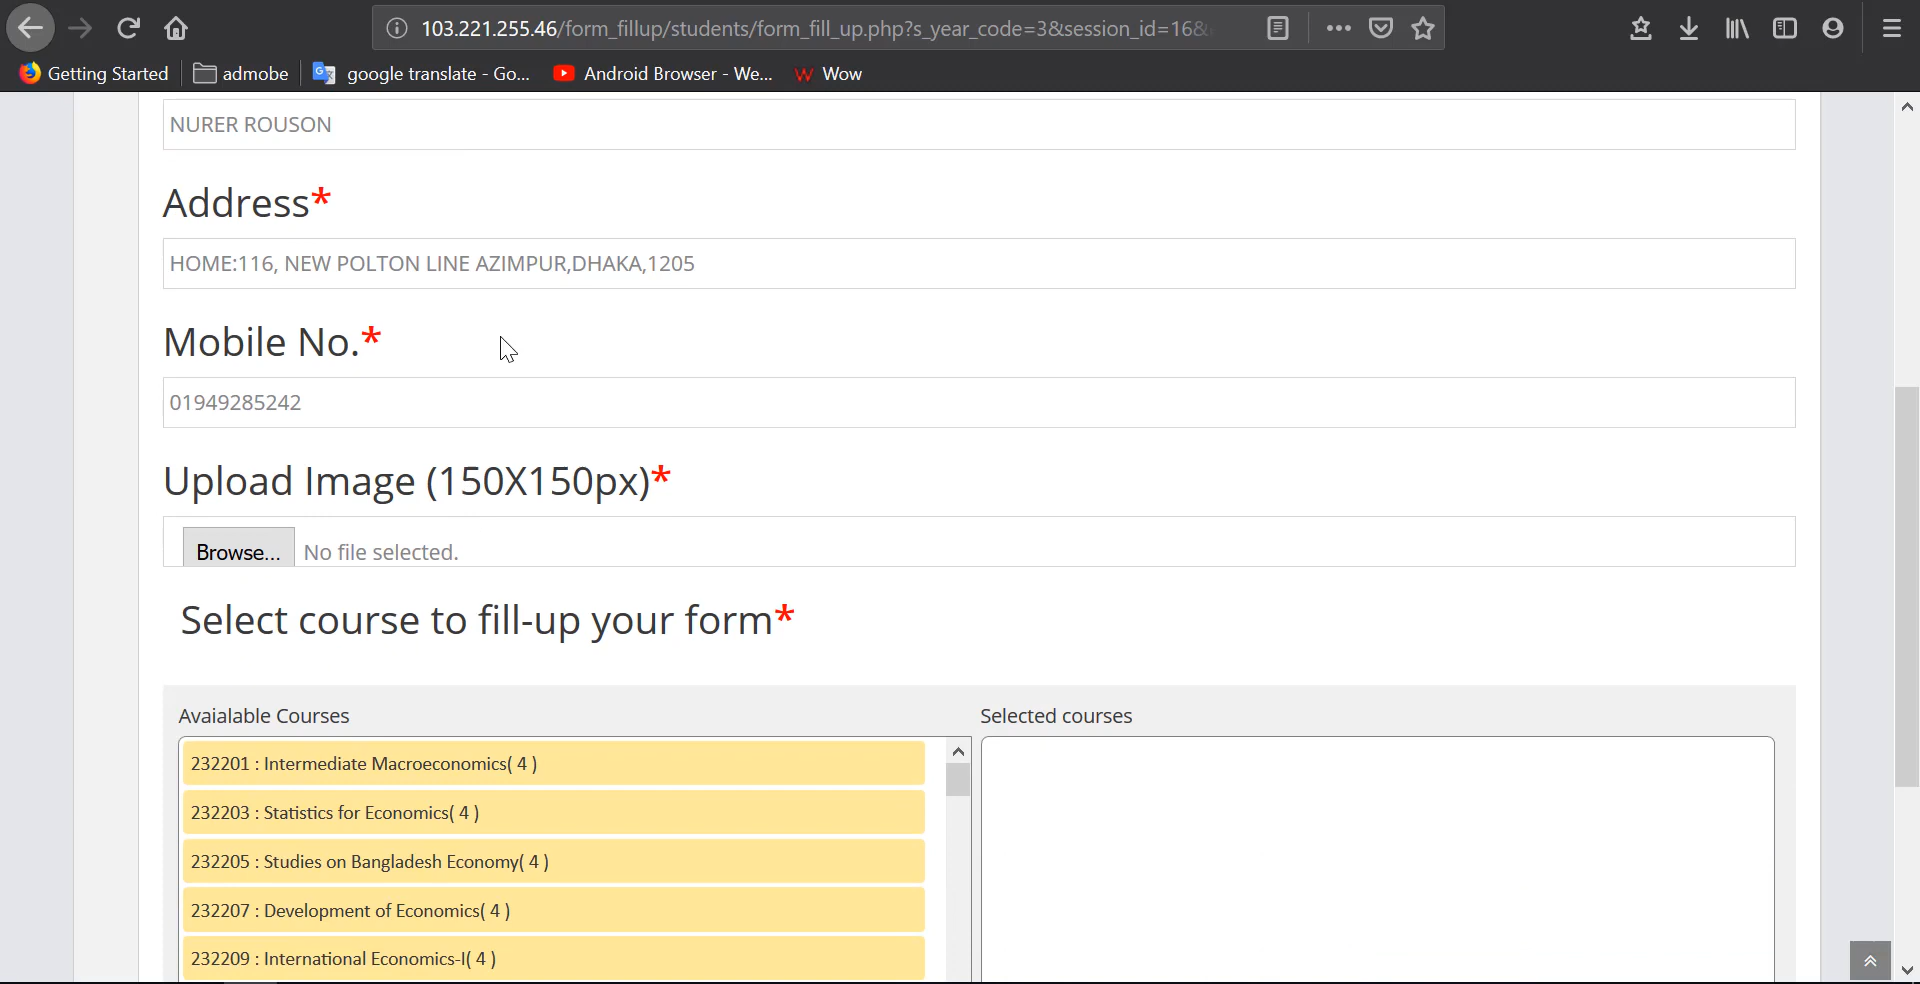 103.221.255.46/form_fillup/students/form_fill_up.php?s_year_code=3&session_id=16&
Getting Started admobe google translate - Go... Android Browser - We... Wow
NURER ROUSON
Address*
HOME:116, NEW POLTON LINE AZIMPUR,DHAKA,1205
Mobile No.*
01949285242
Upload Image (150X150px)*
Browse... No file selected.
Select course to fill-up your form*
Avaialable Courses Selected courses
232201 : Intermediate Macroeconomics( 4 )
232203 : Statistics for Economics( 4 )
232205 : Studies on Bangladesh Economy( 4 )
232207 : Development of Economics( 4 )
232209 : International Economics-I( 4 )